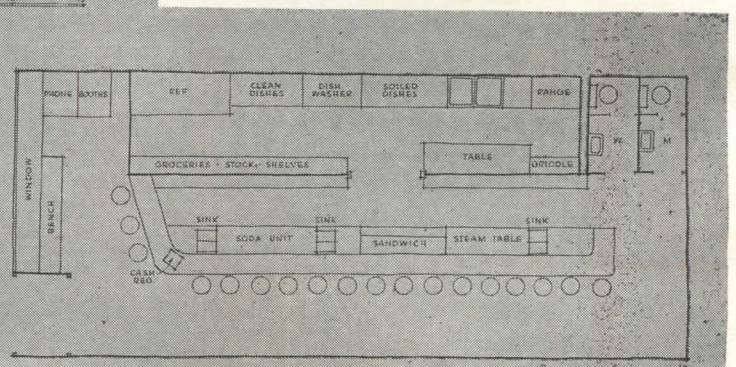 PHONE BOOTHS
REF
CLEAN
DISHES
DISH
WASHER
SOILED
DISHES
RANGE
W
M
WINDOW
BENCH
GROCERIES - STOCK - SHELVES
TABLE
GRIDDLE
SINK
SINK
SINK
SODA UNIT
SANDWICH
STEAM TABLE
CASH
REG